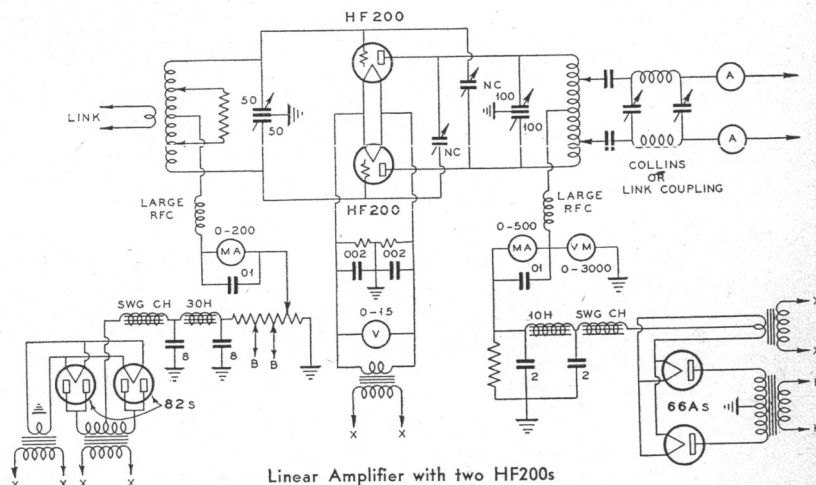 HF200
LINK
50
50
NC
NC
100
100
A
A
COLLINS
OR
LINK COUPLING
HF200
LARGE
RFC
LARGE
RFC
0-200
MA
01
002
002
0-500
MA
VM
01
0-3000
SWG CH
30H
8
8
B
B
0-15
V
10H
SWG CH
2
2
X
X
82s
66As
X
X
X
X
X
X
Linear Amplifier with two HF200s